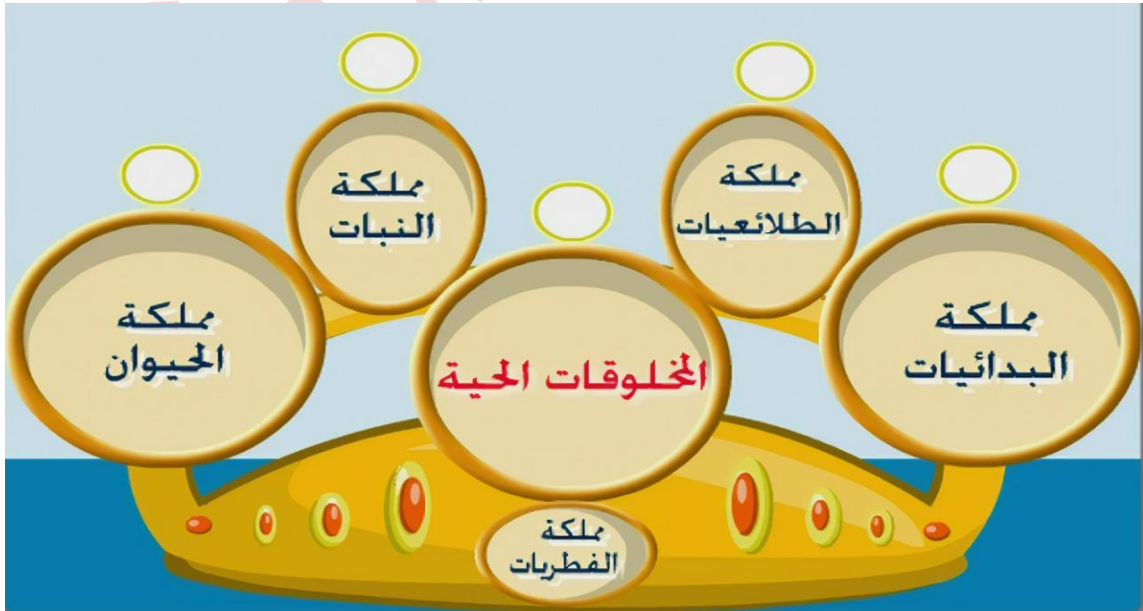 مملكة
النبات
مملكة
الطلائعيات
مملكة
الحيوان
المخلوقات الحية
مملكة
البدائيات
مملكة
الفطريات